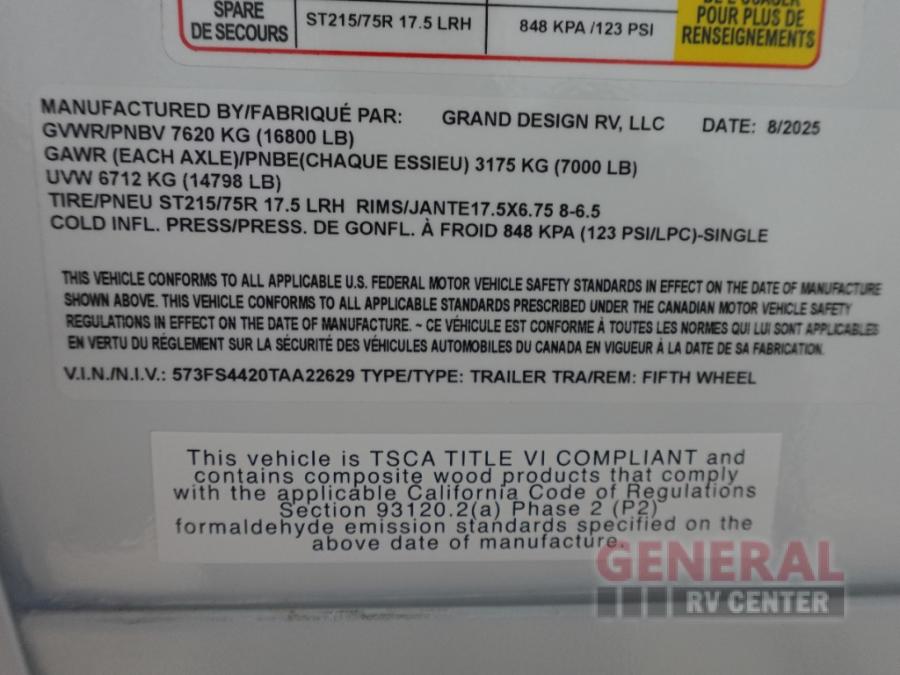 SPARE
DE SECOURS
ST215/75R 17.5 LRH
848 KPA /123 PSI
POUR PLUS DE
RENSEIGNEMENTS
MANUFACTURED BY/FABRIQUÉ PAR: GRAND DESIGN RV, LLC DATE: 8/2025
GVWR/PNBV 7620 KG (16800 LB)
GAWR (EACH AXLE)/PNBE(CHAQUE ESSIEU) 3175 KG (7000 LB)
UVW 6712 KG (14798 LB)
TIRE/PNEU ST215/75R 17.5 LRH RIMS/JANTE17.5X6.75 8-6.5
COLD INFL. PRESS/PRESS. DE GONFL. À FROID 848 KPA (123 PSI/LPC)-SINGLE
THIS VEHICLE CONFORMS TO ALL APPLICABLE U.S. FEDERAL MOTOR VEHICLE SAFETY STANDARDS IN EFFECT ON THE DATE OF MANUFACTURE
SHOWN ABOVE. THIS VEHICLE CONFORMS TO ALL APPLICABLE STANDARDS PRESCRIBED UNDER THE CANADIAN MOTOR VEHICLE SAFETY
REGULATIONS IN EFFECT ON THE DATE OF MANUFACTURE. ~ CE VÉHICULE EST CONFORME À TOUTES LES NORMES QUI LUI SONT APPLICABLES
EN VERTU DU RÉGLEMENT SUR LA SÉCURITÉ DES VÉHICULES AUTOMOBILES DU CANADA EN VIGUEUR À LA DATE DE SA FABRICATION.
V.I.N./N.I.V.: 573FS4420TAA22629 TYPE/TYPE: TRAILER TRA/REM: FIFTH WHEEL
This vehicle is TSCA TITLE VI COMPLIANT and
contains composite wood products that comply
with the applicable California Code of Regulations
Section 93120.2(a) Phase 2 (P2)
formaldehyde emission standards specified on the
above date of manufacture.
GENERAL
RV CENTER